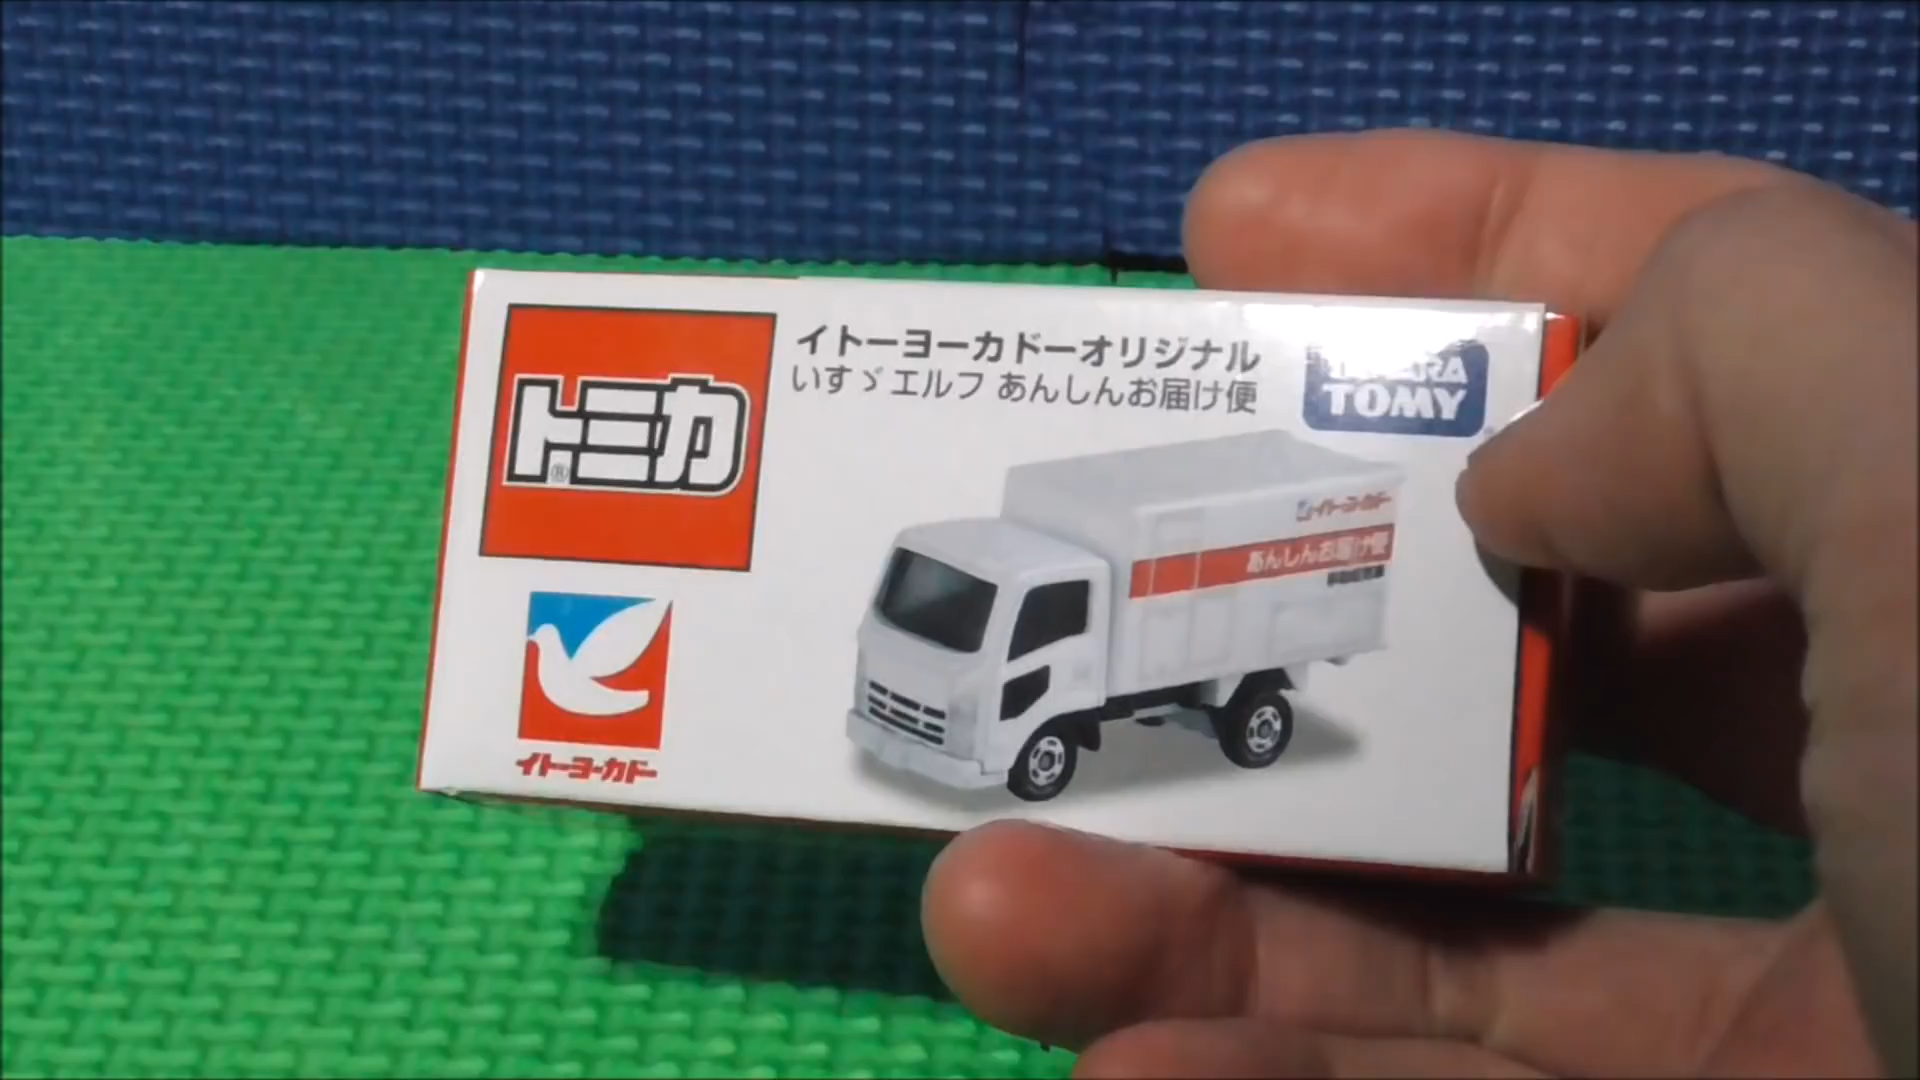 トミカ
®
イトーヨーカドーオリジナル
いすゞエルフ あんしんお届け便
TOMY
イトーヨーカドー
あんしんお届け便
イトーヨーカドー